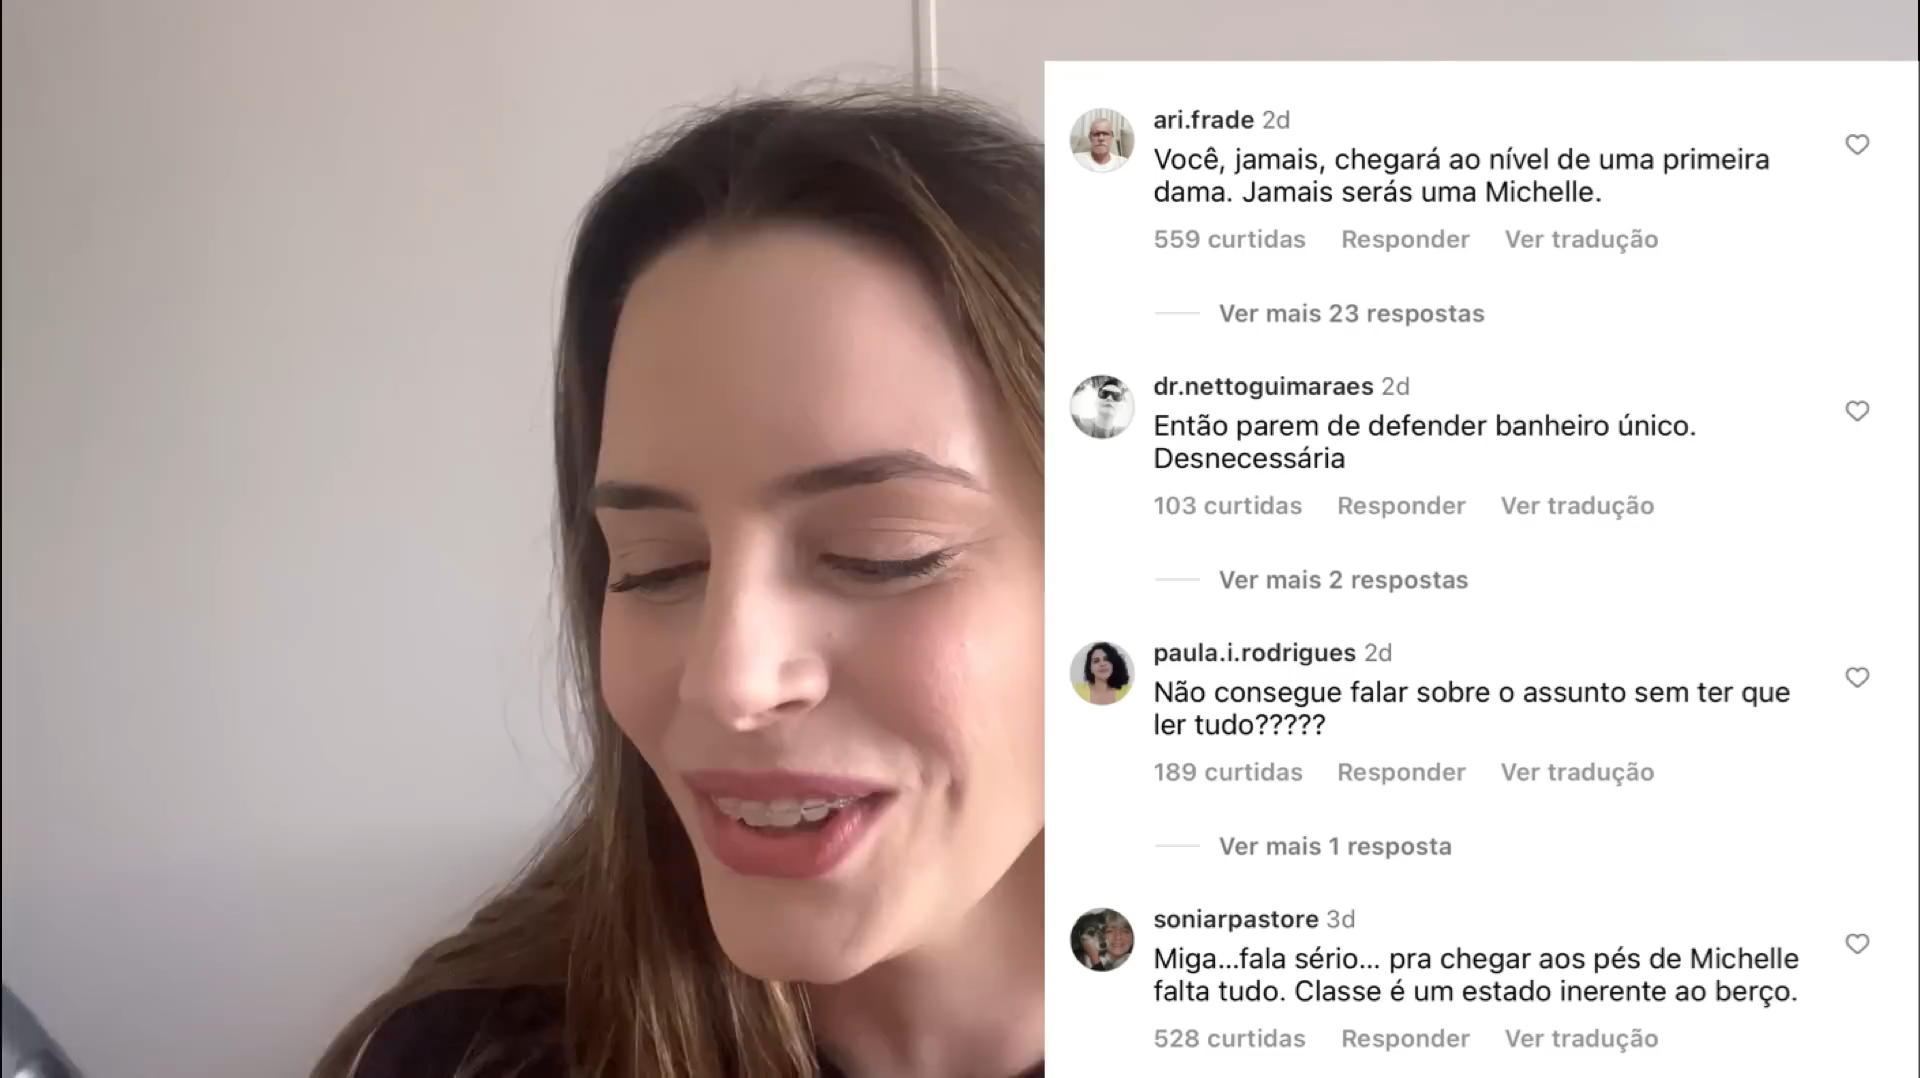 ari.frade 2d
Você, jamais, chegará ao nível de uma primeira
dama. Jamais serás uma Michelle.
559 curtidas Responder Ver tradução
Ver mais 23 respostas
dr.nettoguimaraes 2d
Então parem de defender banheiro único.
Desnecessária
103 curtidas Responder Ver tradução
Ver mais 2 respostas
paula.i.rodrigues 2d
Não consegue falar sobre o assunto sem ter que
ler tudo?????
189 curtidas Responder Ver tradução
Ver mais 1 resposta
soniarpastore 3d
Miga...fala sério... pra chegar aos pés de Michelle
falta tudo. Classe é um estado inerente ao berço.
528 curtidas Responder Ver tradução